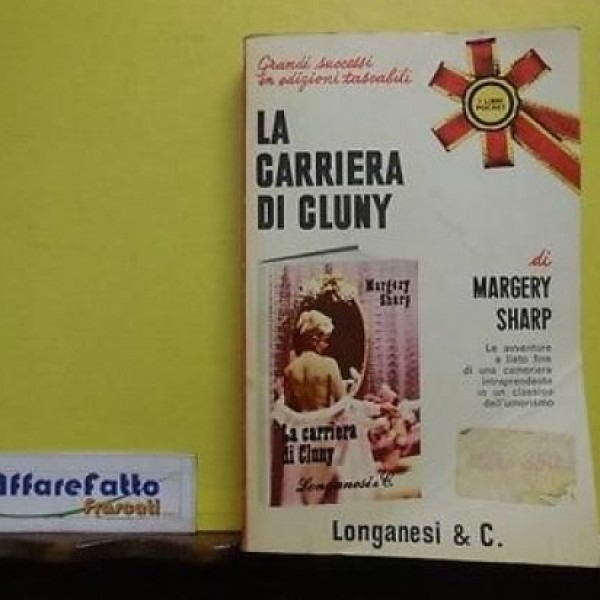 Grandi successi
in edizioni tascabili
I LIBRI
POCKET
LA
CARRIERA
DI CLUNY
di
MARGERY
SHARP
Le avventure
a lieto fine
di una cameriera
intraprendente
in un classico
dell'umorismo
Margery
Sharp
La carriera
di Cluny
Longanesi & C.
Longanesi & C.
AffareFatto
Frascati